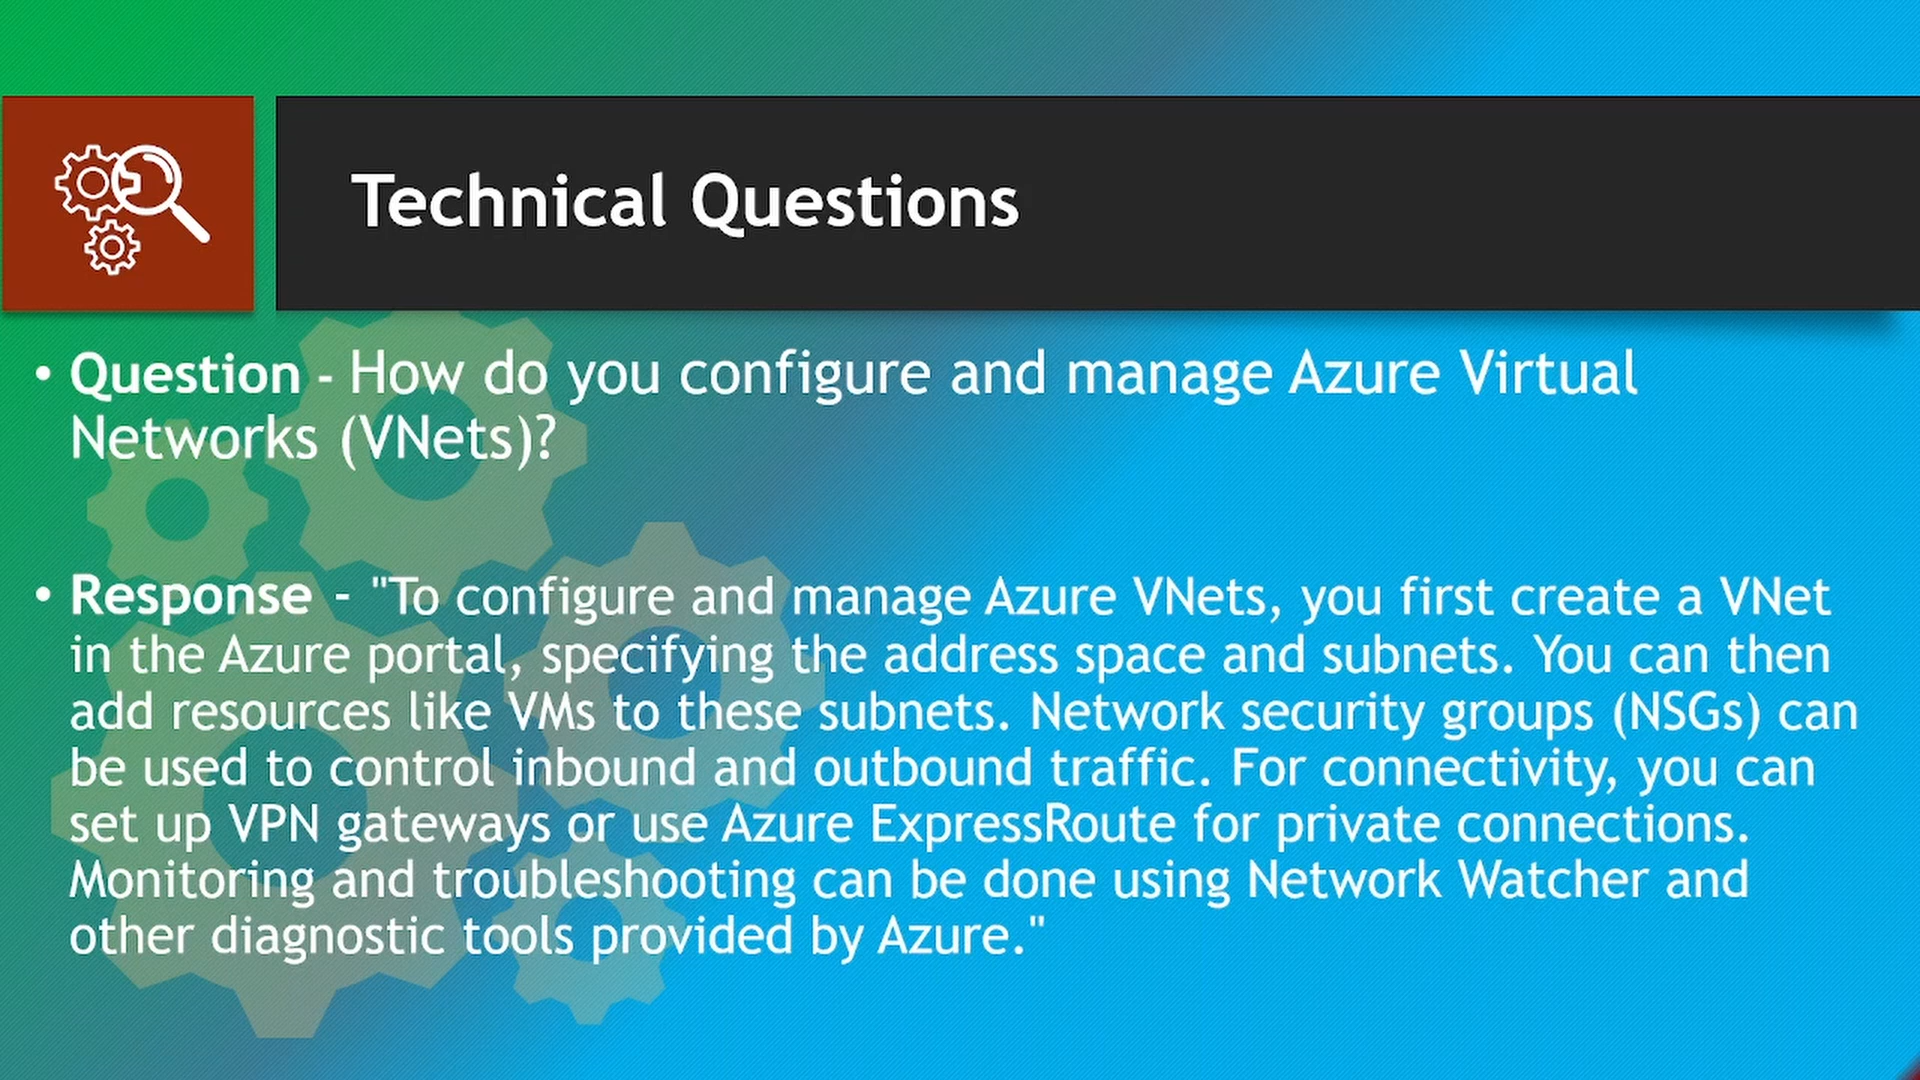 Technical Questions
• Question - How do you configure and manage Azure Virtual
Networks (VNets)?
• Response - "To configure and manage Azure VNets, you first create a VNet
in the Azure portal, specifying the address space and subnets. You can then
add resources like VMs to these subnets. Network security groups (NSGs) can
be used to control inbound and outbound traffic. For connectivity, you can
set up VPN gateways or use Azure ExpressRoute for private connections.
Monitoring and troubleshooting can be done using Network Watcher and
other diagnostic tools provided by Azure."